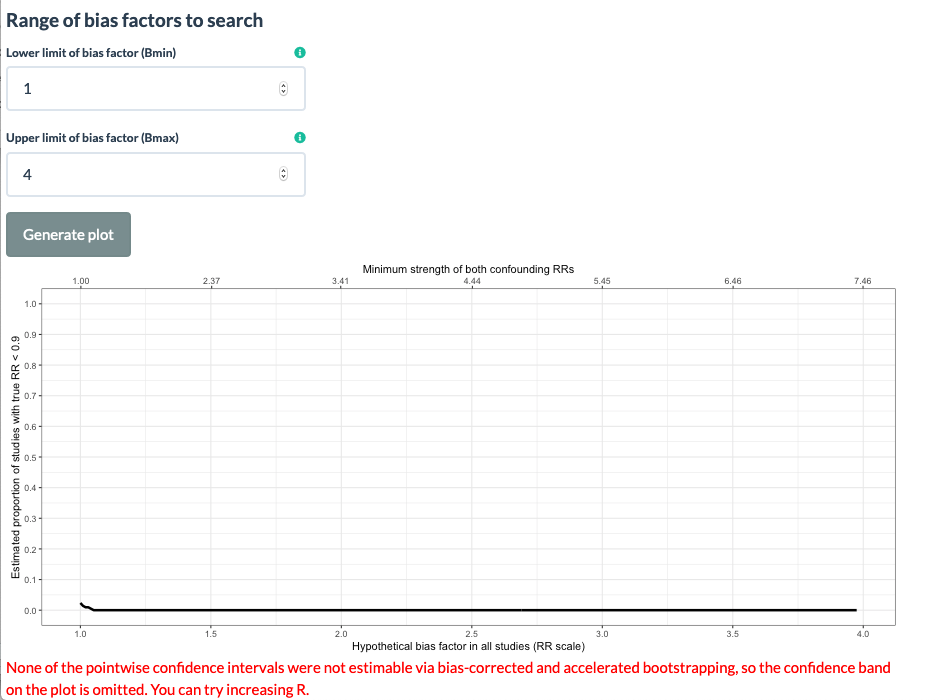 Range of bias factors to search
Lower limit of bias factor (Bmin)
1
Upper limit of bias factor (Bmax)
4
Generate plot
Minimum strength of both confounding RRs
1.00 2.37 3.41 4.44 5.45 6.46 7.46
Estimated proportion of studies with true RR < 0.9
1.0
0.9
0.8
0.7
0.6
0.5
0.4
0.3
0.2
0.1
0.0
1.0 1.5 2.0 2.5 3.0 3.5 4.0
Hypothetical bias factor in all studies (RR scale)
None of the pointwise confidence intervals were not estimable via bias-corrected and accelerated bootstrapping, so the confidence band
on the plot is omitted. You can try increasing R.